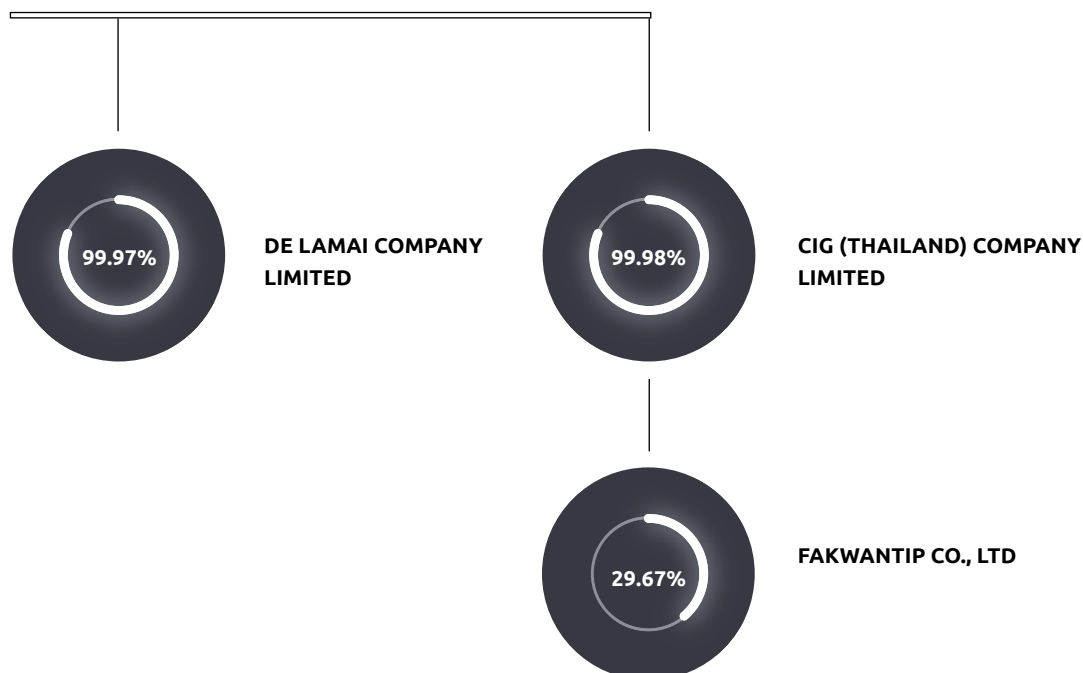 99.97%
DE LAMAI COMPANY
LIMITED
99.98%
CIG (THAILAND) COMPANY
LIMITED
29.67%
FAKWANTIP CO., LTD